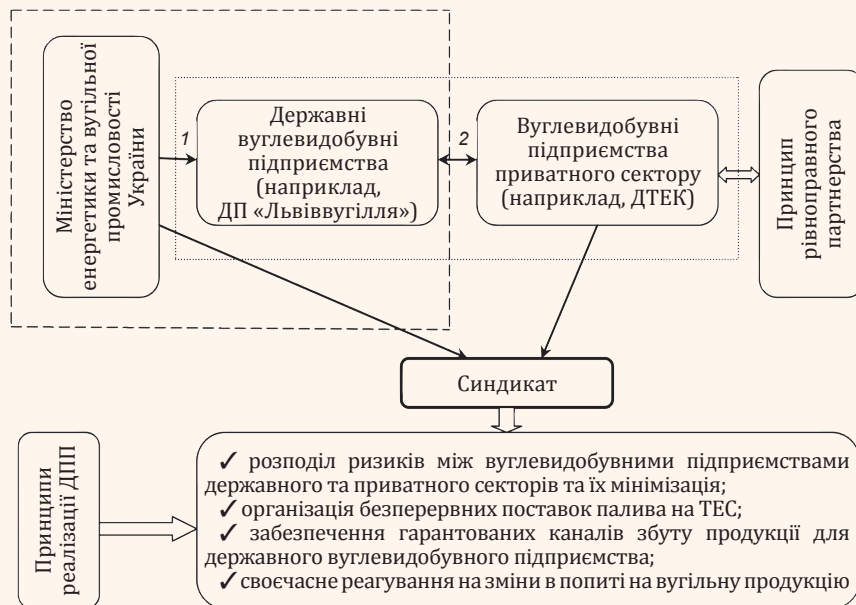 Міністерство
енергетики та вугільної
промисловості
України
1
Державні
вуглевидобувні
підприємства
(наприклад,
ДП «Львіввугілля»)
2
Вуглевидобувні
підприємства
приватного сектору
(наприклад, ДТЕК)
Принцип
рівноправного
партнерства
Синдикат
Принципи
реалізації ДПП
✓ розподіл ризиків між вуглевидобувними підприємствами
державного та приватного секторів та їх мінімізація;
✓ організація безперервних поставок палива на ТЕС;
✓ забезпечення гарантованих каналів збуту продукції для
державного вуглевидобувного підприємства;
✓ своєчасне реагування на зміни в попиті на вугільну продукцію